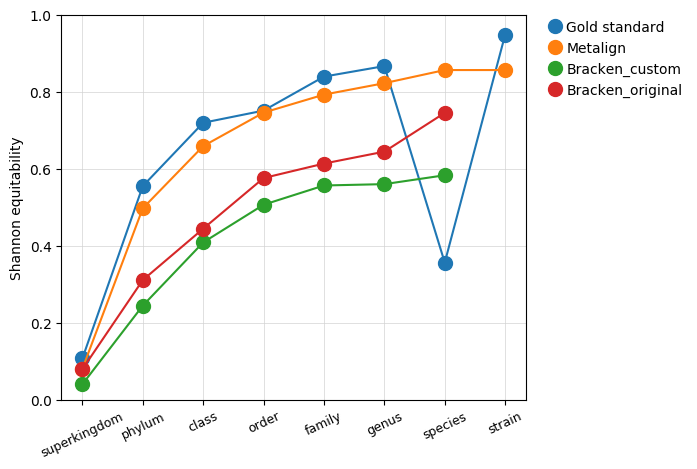 1.0
0.8
0.6
0.4
0.2
0.0
Shannon equitability
superkingdom
phylum
class
order
family
genus
species
strain
Gold standard
Metalign
Bracken_custom
Bracken_original